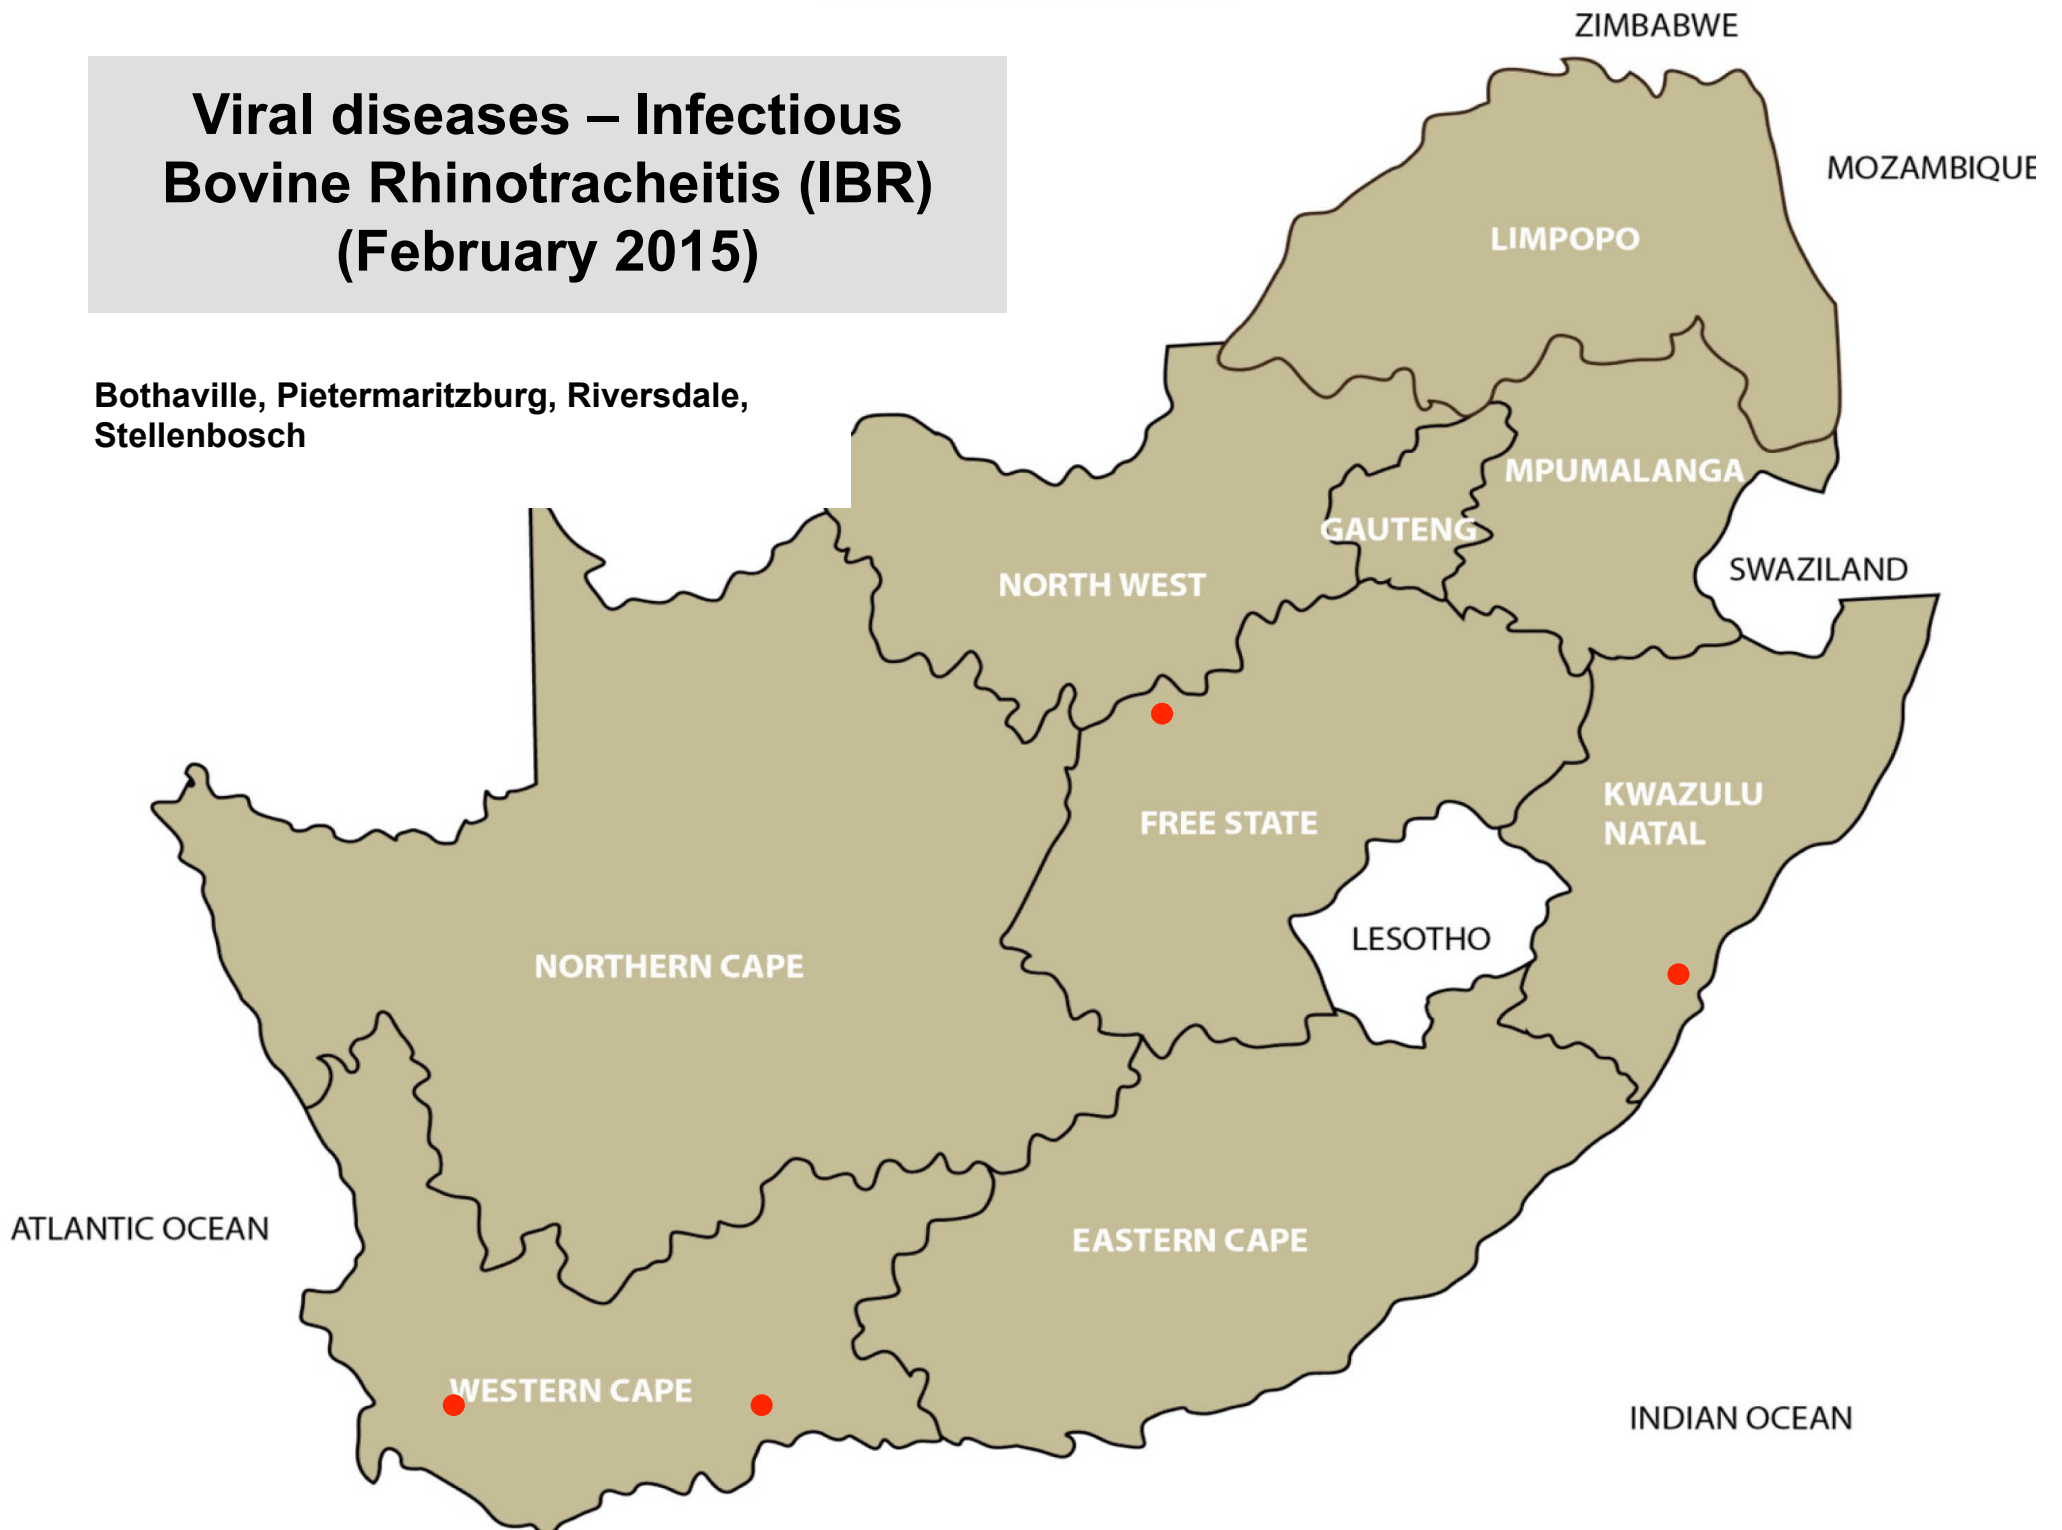 ZIMBABWE
Viral diseases – Infectious
Bovine Rhinotracheitis (IBR)
(February 2015)
MOZAMBIQUE
LIMPOPO
Bothaville, Pietermaritzburg, Riversdale,
Stellenbosch
MPUMALANGA
GAUTENG
SWAZILAND
NORTH WEST
KWAZULU
NATAL
FREE STATE
LESOTHO
NORTHERN CAPE
ATLANTIC OCEAN
EASTERN CAPE
WESTERN CAPE
INDIAN OCEAN